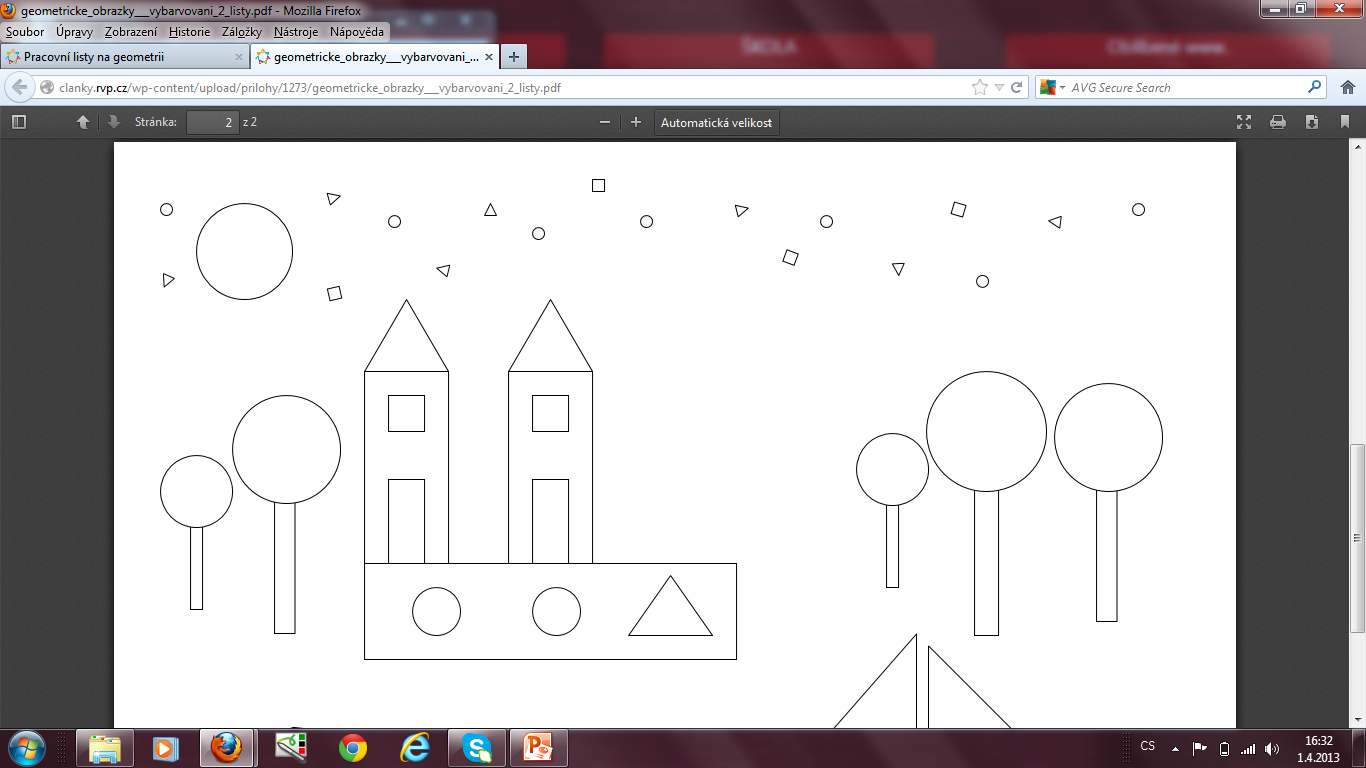 geometricke_obrazky___vybarvovani_2_listy.pdf - Mozilla Firefox
Soubor Úpravy Zobrazení Historie Záložky Nástroje Nápověda
ŠKOLA
Oblíbené www
Pracovní listy na geometrii
geometricke_obrazky___vybarvovani_...
clanky.rvp.cz/wp-content/upload/prilohy/1273/geometricke_obrazky___vybarvovani_2_listy.pdf
AVG Secure Search
Stránka: 2 z 2
Automatická velikost
CS
16:32
1.4.2013